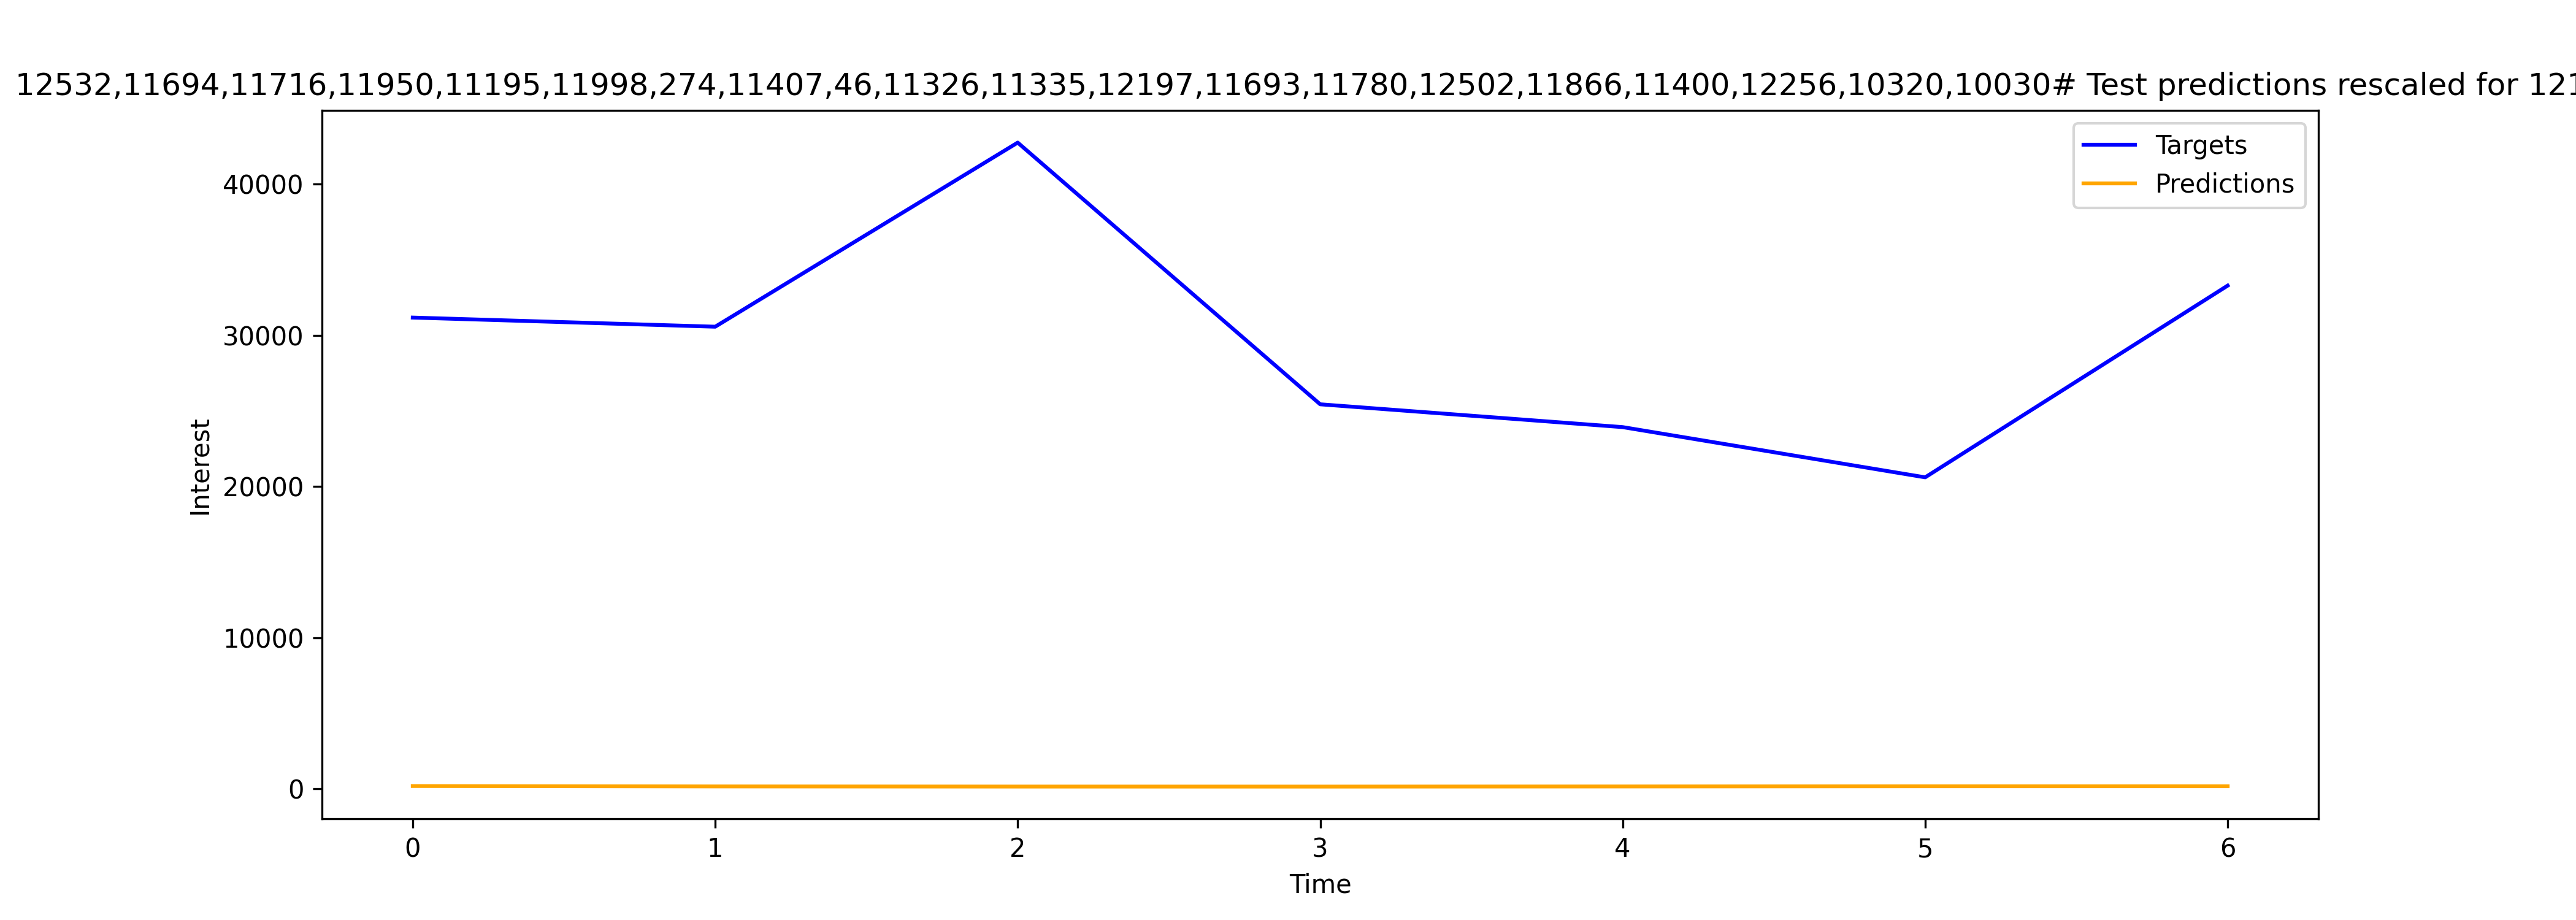 12532,11694,11716,11950,11195,11998,274,11407,46,11326,11335,12197,11693,11780,12502,11866,11400,12256,10320,10030# Test predictions rescaled for 121
Targets
Predictions
40000
30000
20000
10000
0
Interest
0 1 2 3 4 5 6
Time